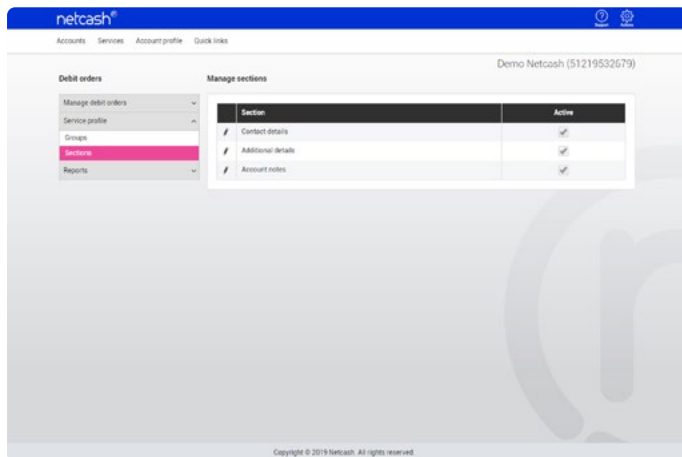 netcash®
Support
Actions
Accounts Services Account profile Quick links
Demo Netcash (51219532679)
Debit orders
Manage debit orders
Service profile
Groups
Sections
Reports
Manage sections
Section Active
Contact details
Additional details
Account notes
Copyright © 2019 Netcash. All rights reserved.